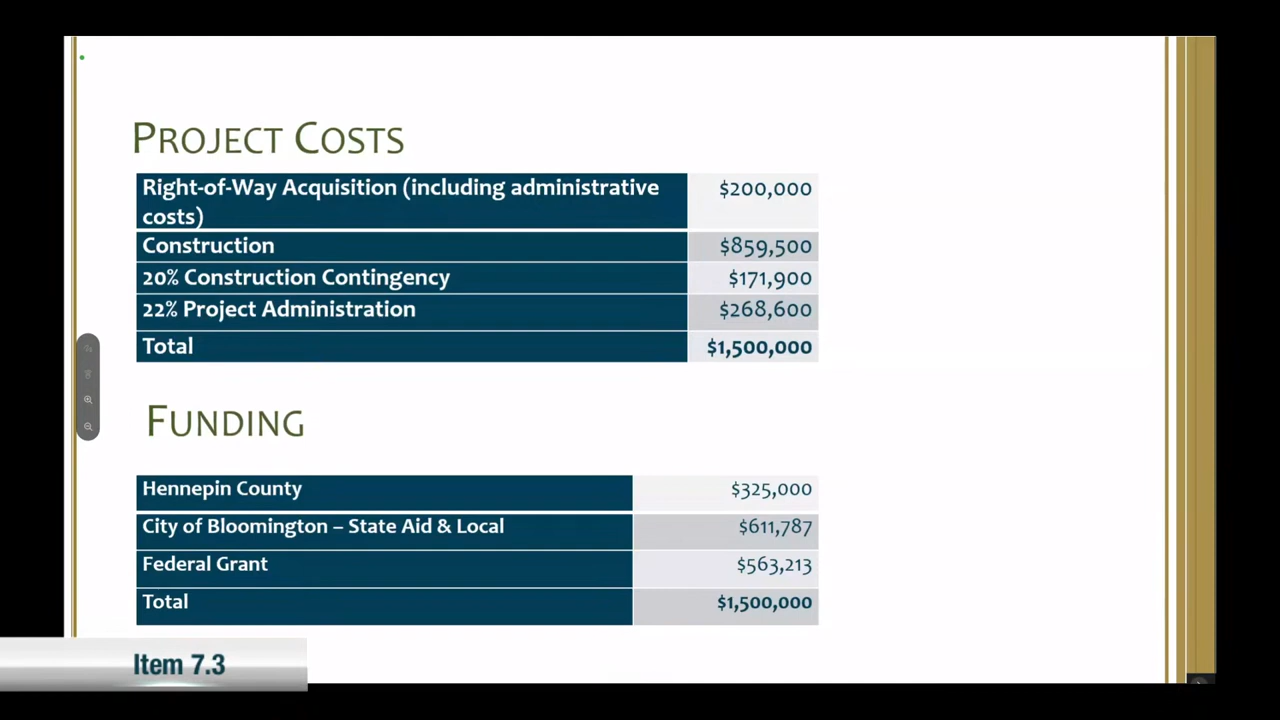 PROJECT COSTS
Right-of-Way Acquisition (including administrative $200,000
costs)
Construction $859,500
20% Construction Contingency $171,900
22% Project Administration $268,600
Total $1,500,000
FUNDING
Hennepin County $325,000
City of Bloomington – State Aid & Local $611,787
Federal Grant $563,213
Total $1,500,000
Item 7.3